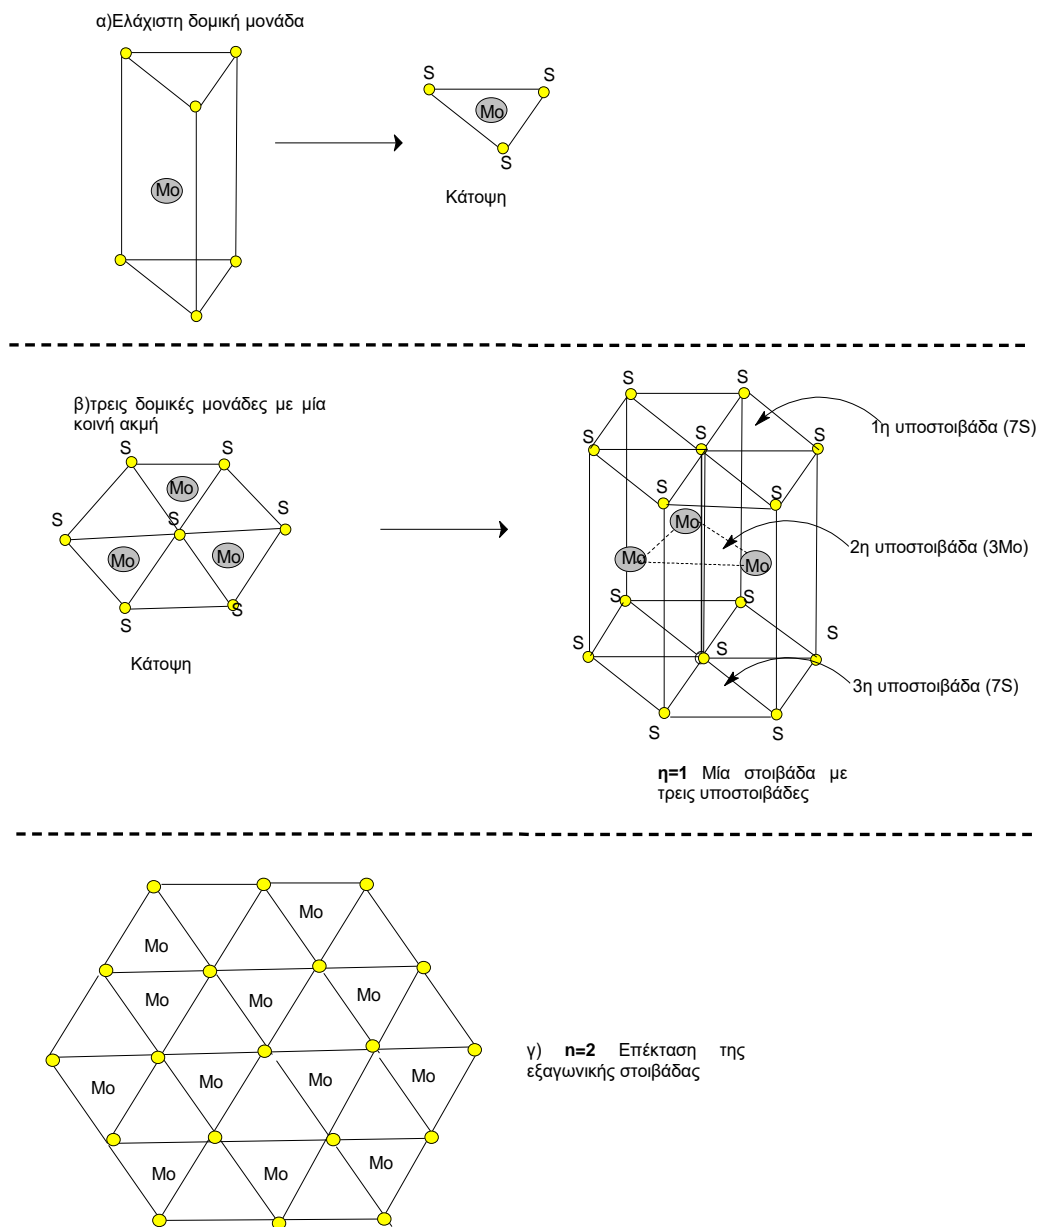 α)Ελάχιστη δομική μονάδα
S
S
Mo
S
Mo
Κάτοψη
β)τρεις δομικές μονάδες με μία
κοινή ακμή
S
S
1η υποστοιβάδα (7S)
S
S
S
S
S
Mo
S
S
S
S
S
S
Mo
2η υποστοιβάδα (3Mo)
Mo
Mo
Mo
Mo
S
S
S
S
S
S
S
S
Κάτοψη
3η υποστοιβάδα (7S)
S
S
S
η=1 Μία στοιβάδα με
τρεις υποστοιβάδες
Mo
Mo
Mo
Mo
Mo
γ) n=2 Επέκταση της
εξαγωνικής στοιβάδας
Mo
Mo
Mo
Mo
Mo
Mo
Mo